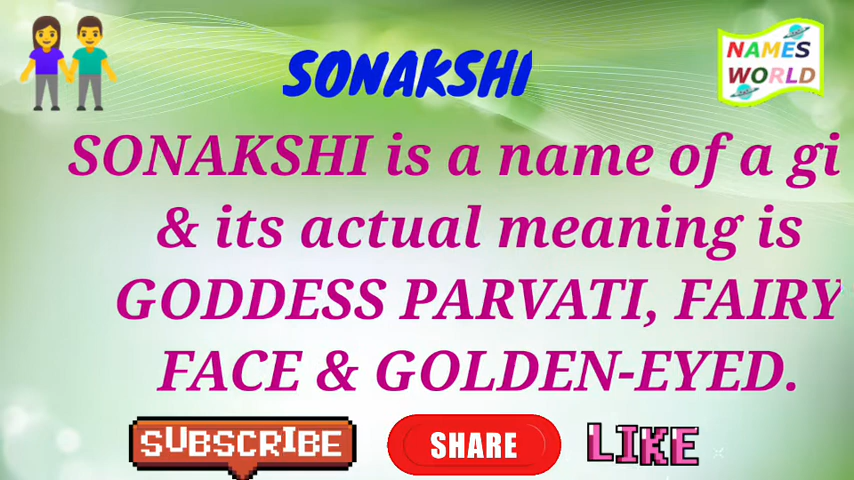 SONAKSHI
NAMES
WORLD
SONAKSHI is a name of a gi
& its actual meaning is
GODDESS PARVATI, FAIRY
FACE & GOLDEN-EYED.
SUBSCRIBE
SHARE
LIKE